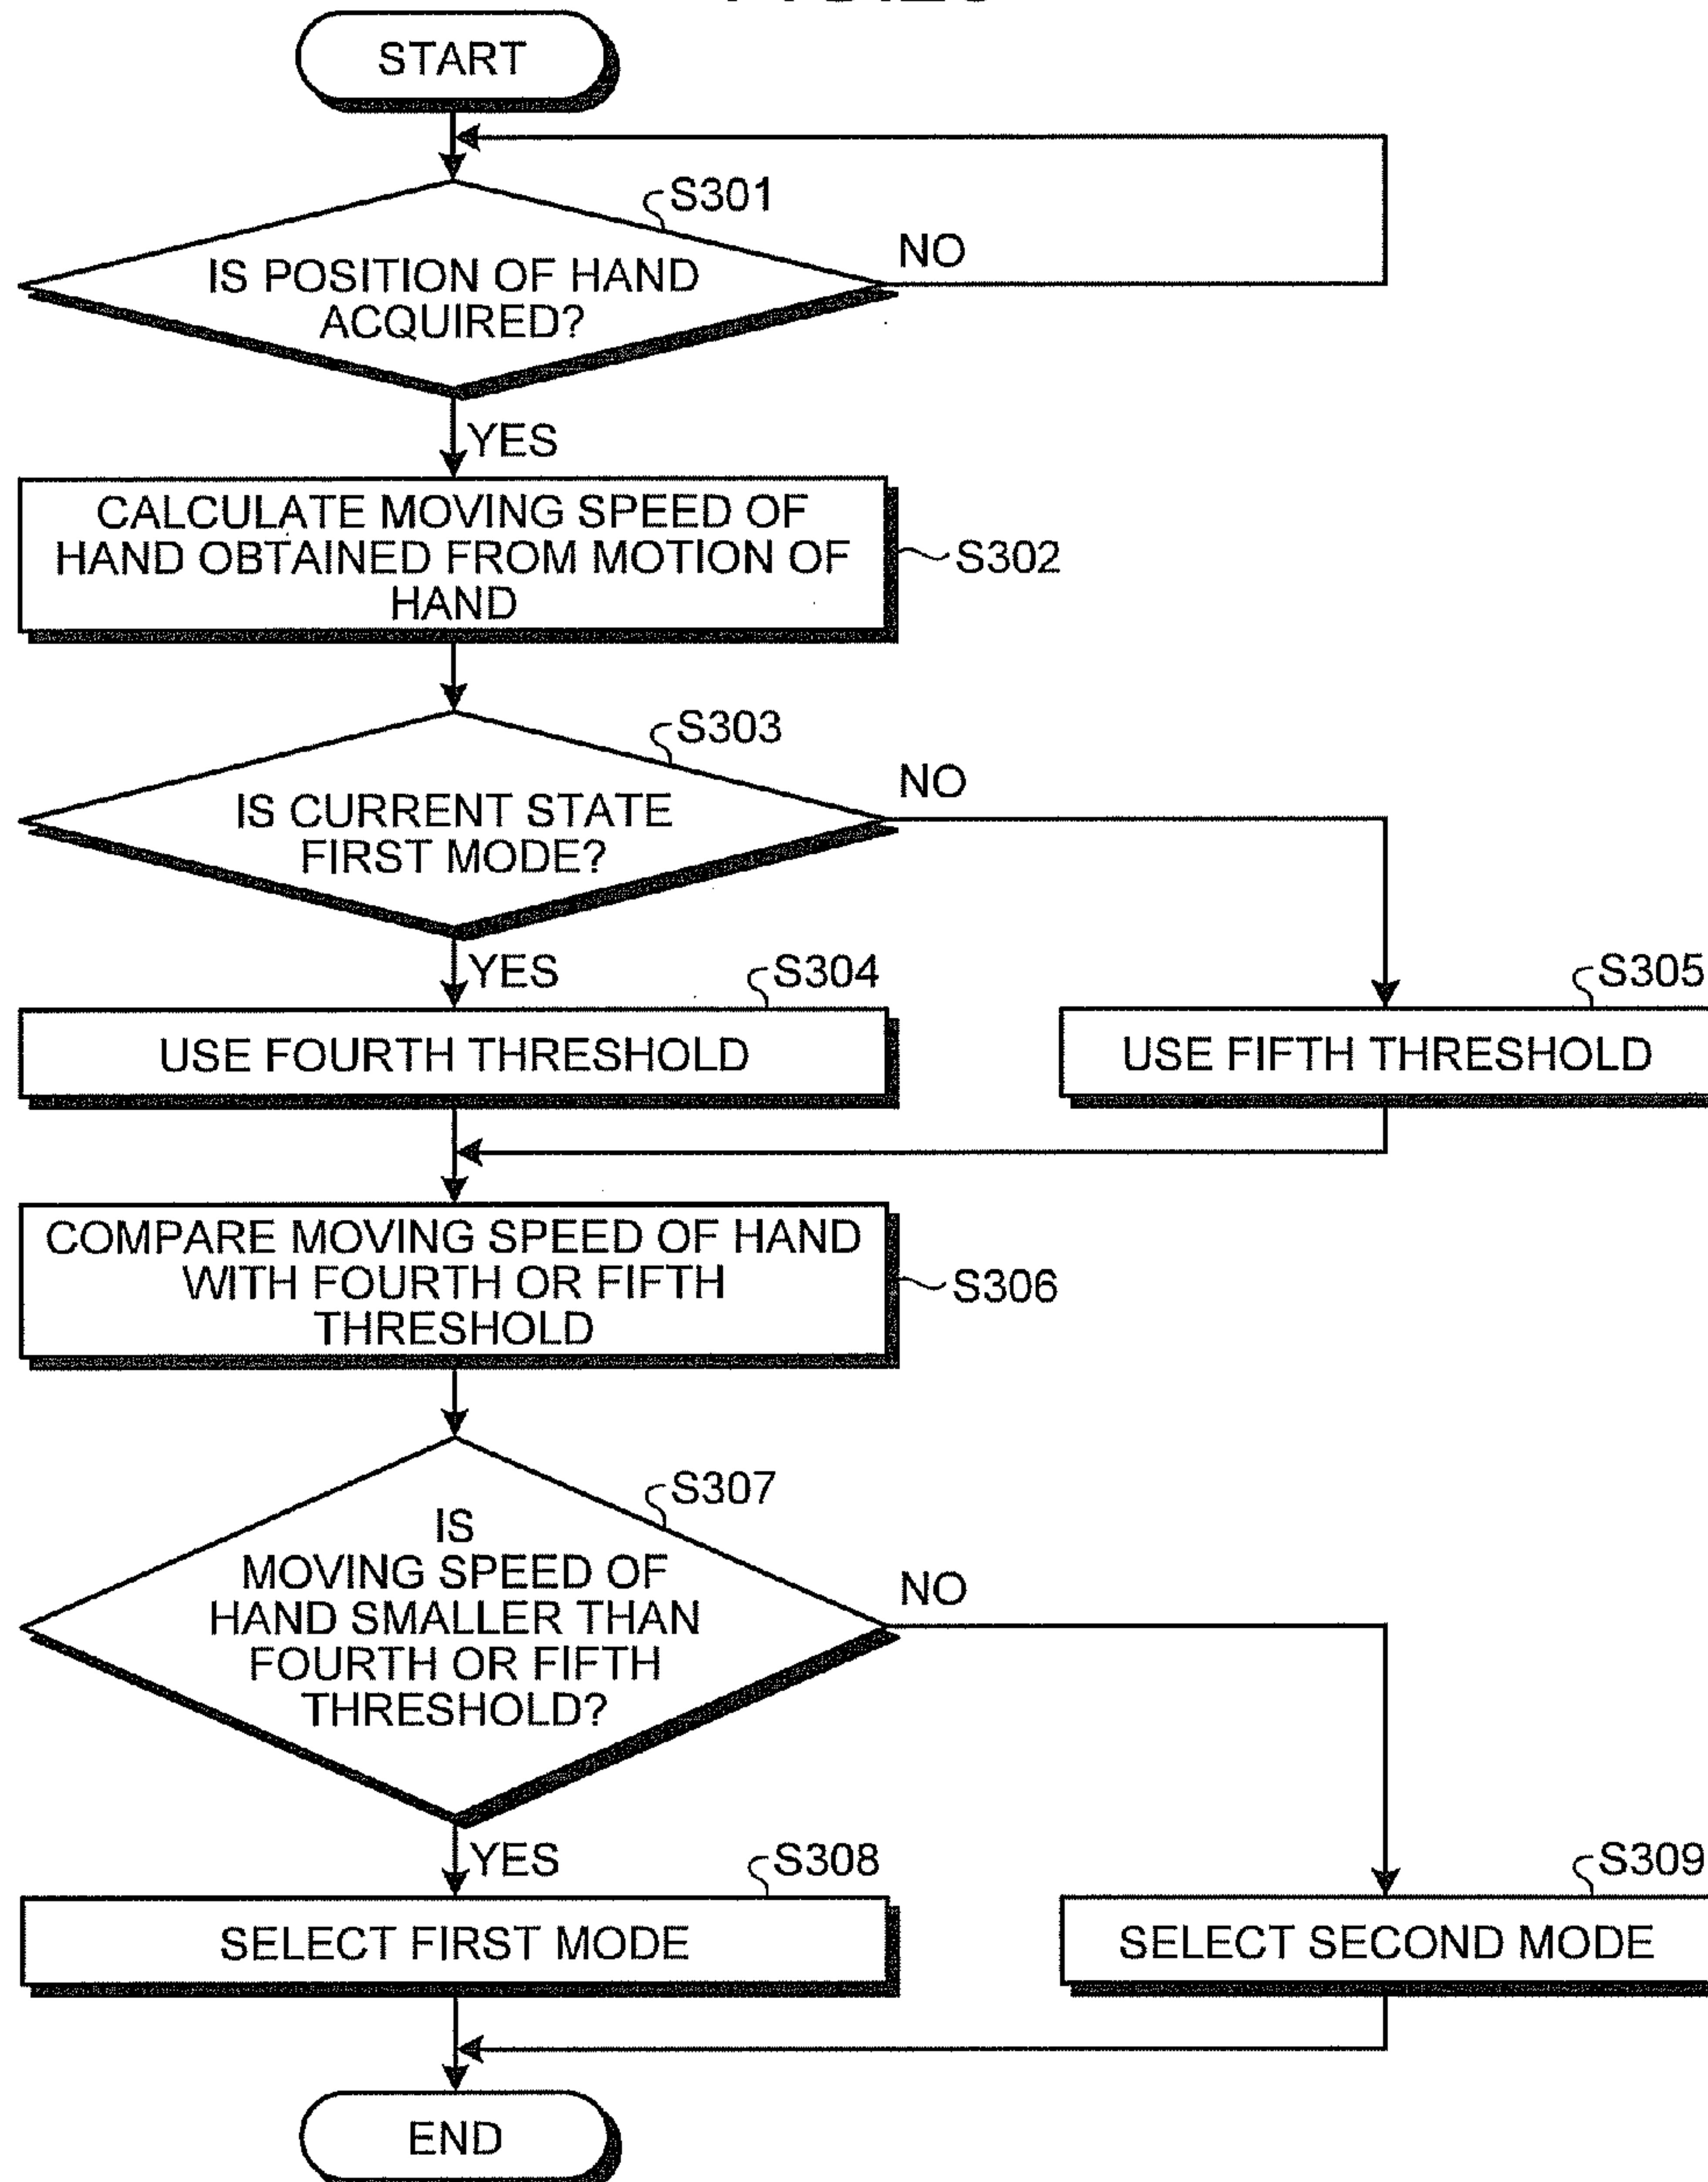 START
S301
IS POSITION OF HAND
ACQUIRED?
NO
YES
CALCULATE MOVING SPEED OF
HAND OBTAINED FROM MOTION OF
HAND
S302
S303
IS CURRENT STATE
FIRST MODE?
NO
YES
S304
S305
USE FOURTH THRESHOLD
USE FIFTH THRESHOLD
COMPARE MOVING SPEED OF HAND
WITH FOURTH OR FIFTH
THRESHOLD
S306
S307
IS
MOVING SPEED OF
HAND SMALLER THAN
FOURTH OR FIFTH
THRESHOLD?
NO
YES
S308
S309
SELECT FIRST MODE
SELECT SECOND MODE
END